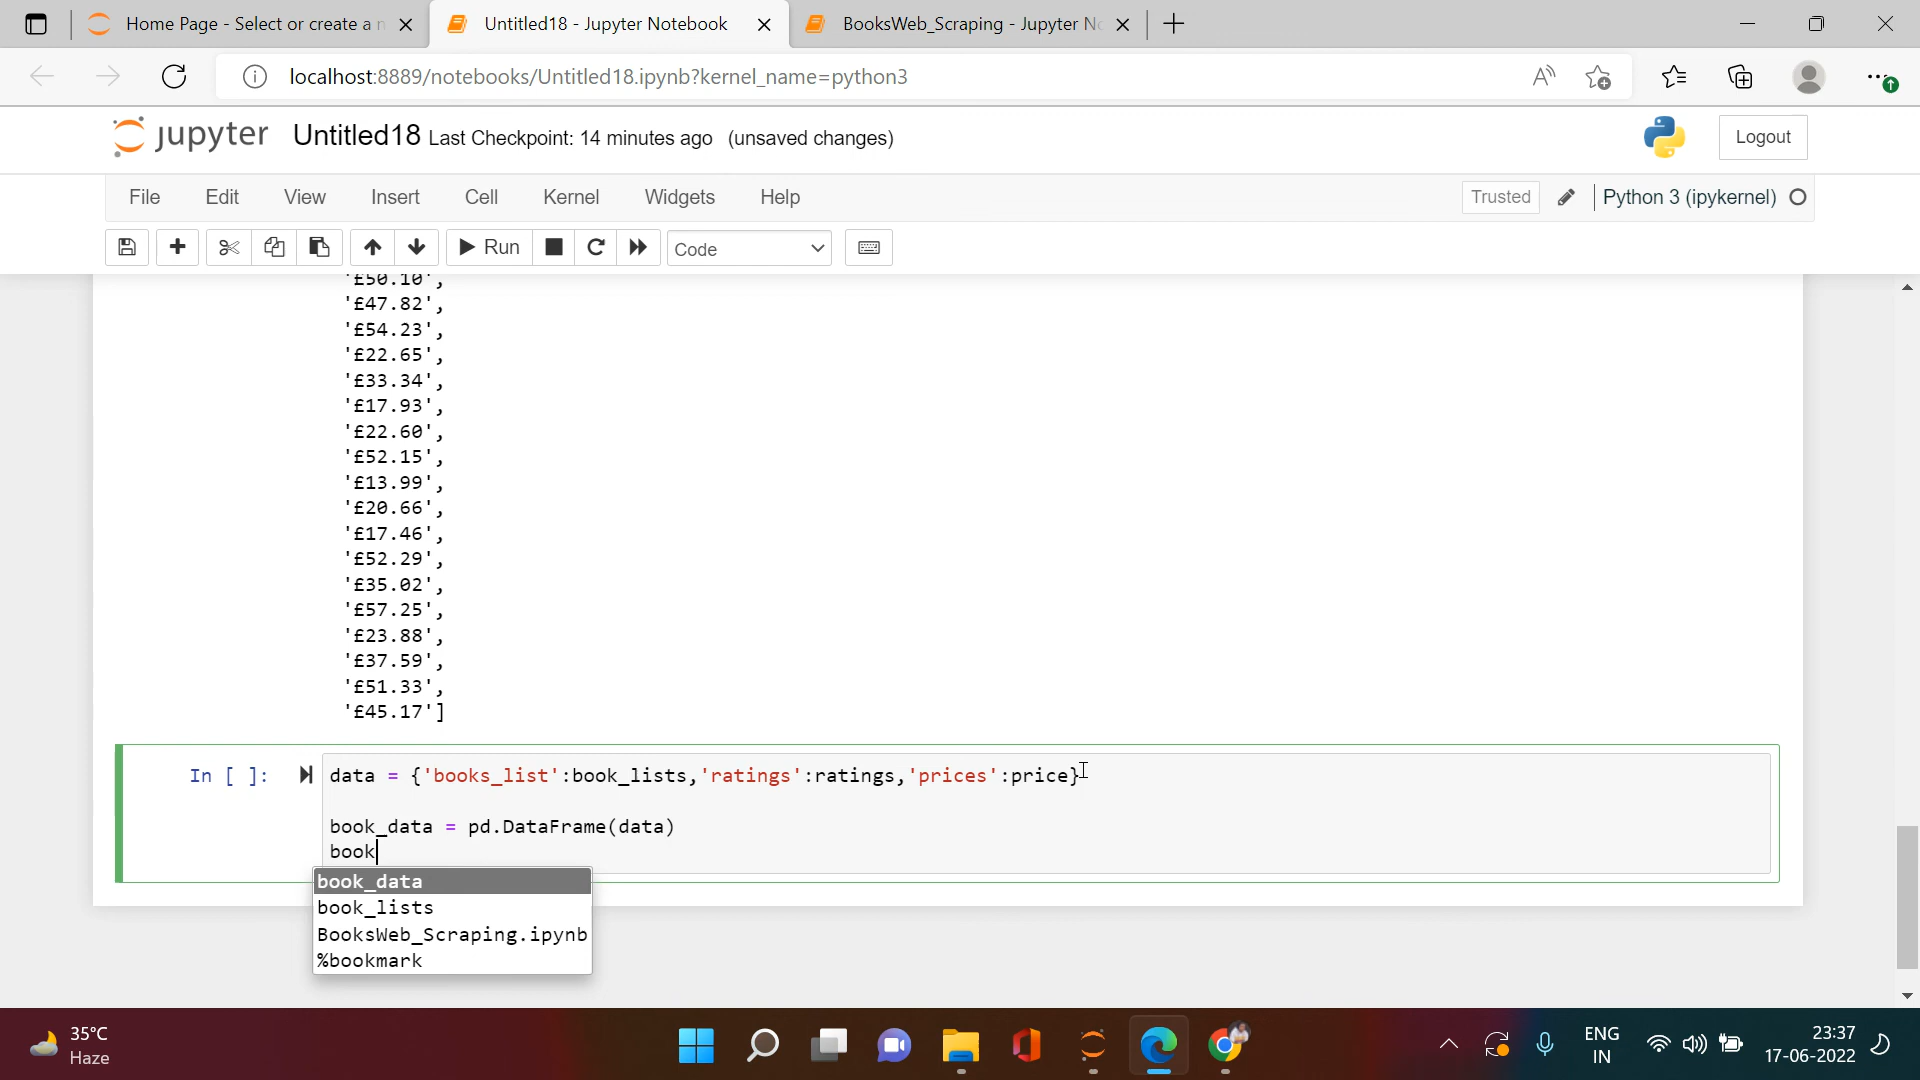 Home Page - Select or create a n
Untitled18 - Jupyter Notebook
BooksWeb_Scraping - Jupyter No
localhost:8889/notebooks/Untitled18.ipynb?kernel_name=python3
jupyter Untitled18 Last Checkpoint: 14 minutes ago (unsaved changes)
Logout
File Edit View Insert Cell Kernel Widgets Help
Trusted Python 3 (ipykernel)
Run Code
'£50.10',
'£47.82',
'£54.23',
'£22.65',
'£33.34',
'£17.93',
'£22.60',
'£52.15',
'£13.99',
'£20.66',
'£17.46',
'£52.29',
'£35.02',
'£57.25',
'£23.88',
'£37.59',
'£51.33',
'£45.17']
In [ ]: data = {'books_list':book_lists,'ratings':ratings,'prices':price}
book_data = pd.DataFrame(data)
book
book_data
book_lists
BooksWeb_Scraping.ipynb
%bookmark
35°C
Haze
ENG
IN
23:37
17-06-2022